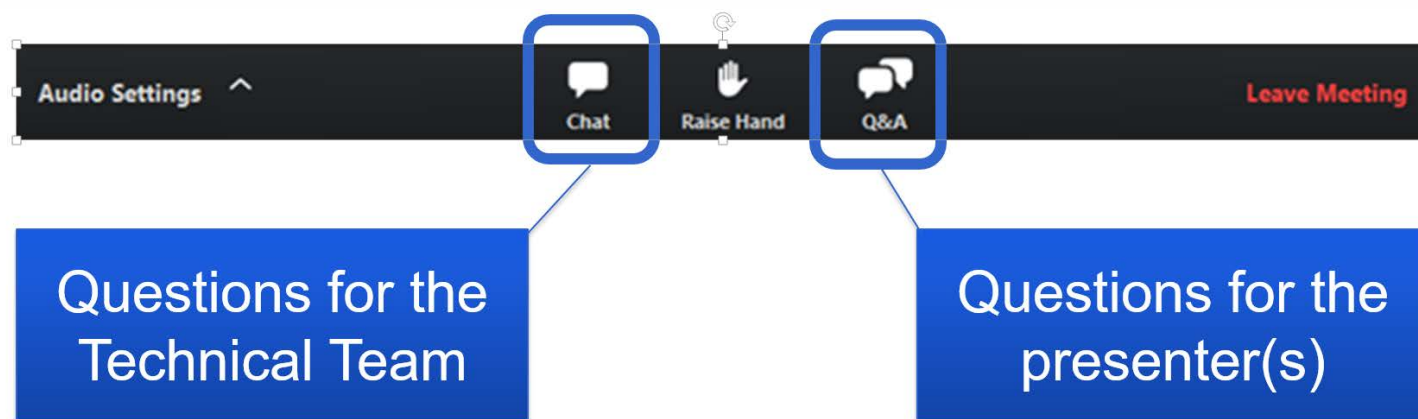 Audio Settings
Chat
Raise Hand
Q&A
Leave Meeting
Questions for the
Technical Team
Questions for the
presenter(s)